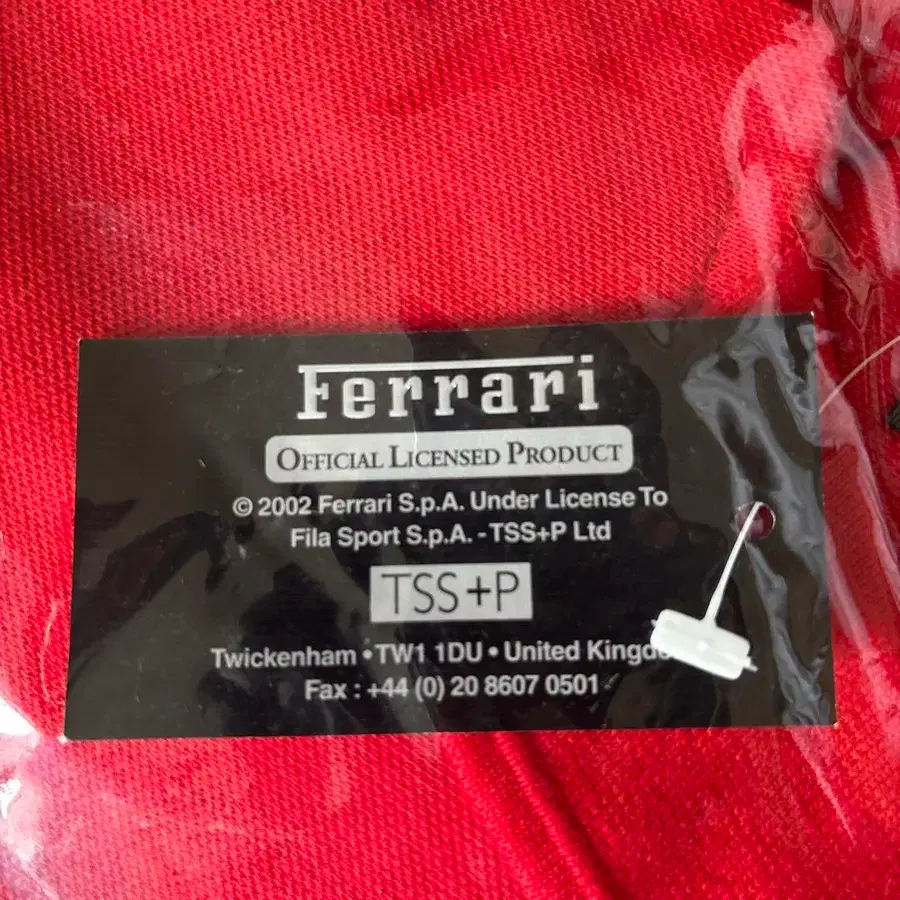 Ferrari
OFFICIAL LICENSED PRODUCT
© 2002 Ferrari S.p.A. Under License To
Fila Sport S.p.A. - TSS+P Ltd
TSS+P
Twickenham • TW1 1DU • United
Fax : +44 (0) 20 8607 0501